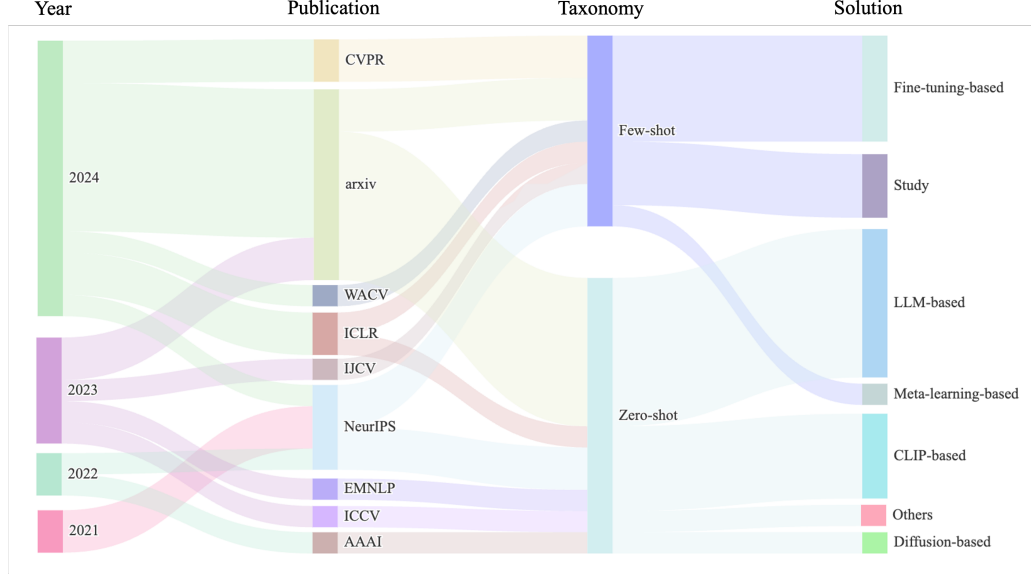 Year Publication Taxonomy Solution
2024
2023
2022
2021
CVPR
arxiv
WACV
ICLR
IJCV
NeurIPS
EMNLP
ICCV
AAAI
Few-shot
Zero-shot
Fine-tuning-based
Study
LLM-based
Meta-learning-based
CLIP-based
Others
Diffusion-based